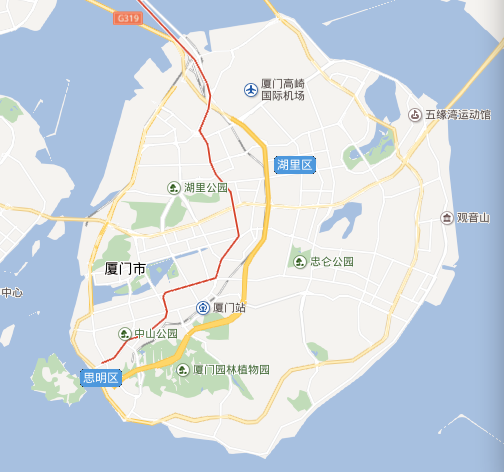 G319
厦门高崎
国际机场
五缘湾运动馆
湖里区
湖里公园
观音山
忠仑公园
厦门市
中心
厦门站
中山公园
厦门园林植物园
思明区